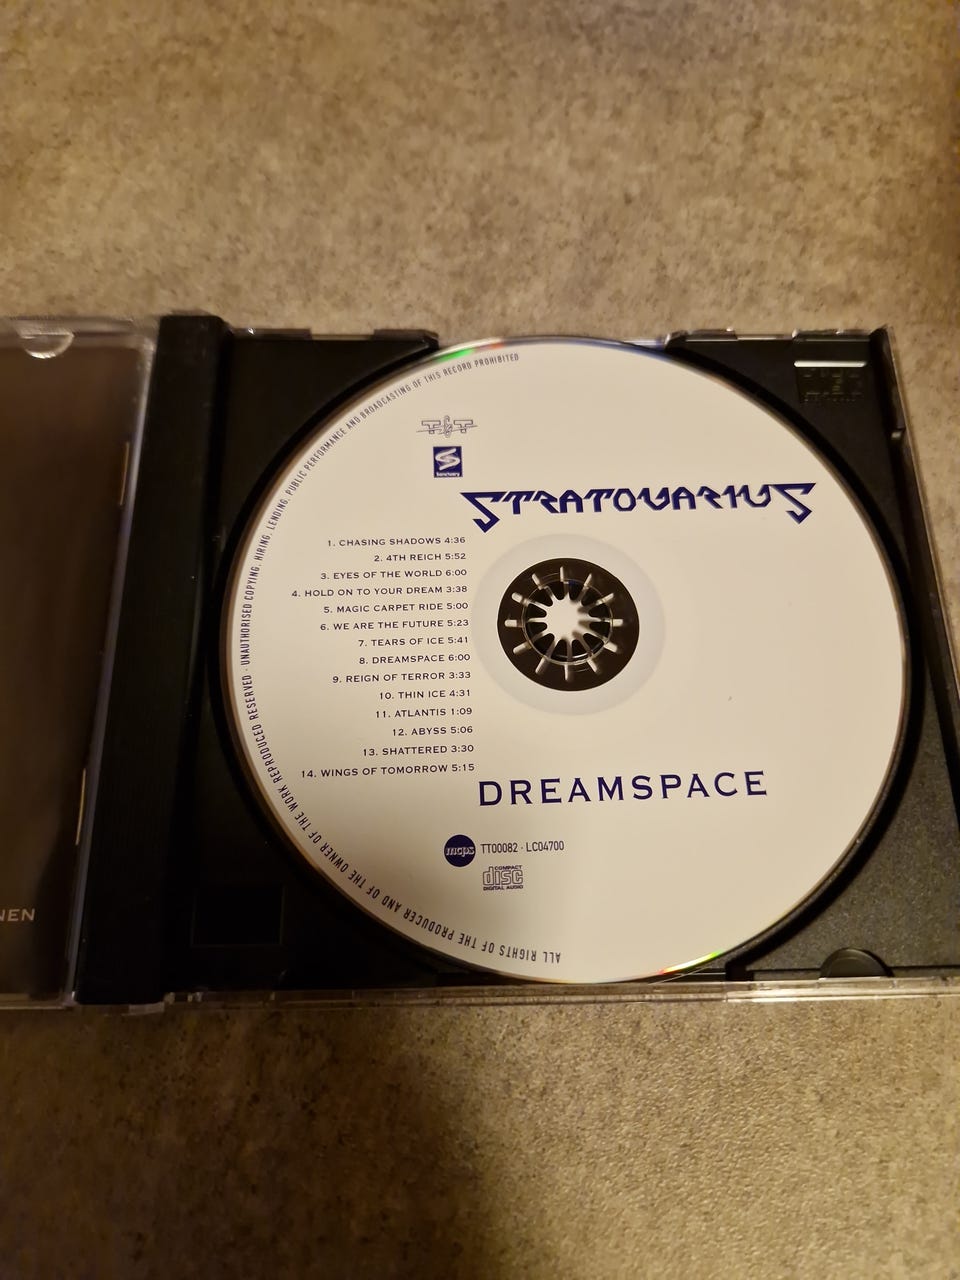 ALL RIGHTS OF THE PRODUCER AND OF THE OWNER OF THE WORK REPRODUCED RESERVED · UNAUTHORISED COPYING, HIRING, LENDING, PUBLIC PERFORMANCE AND BROADCASTING OF THIS RECORD PROHIBITED
T&T
Sanctuary
STRATOVARIUS
1. CHASING SHADOWS 4:36
2. 4TH REICH 5:52
3. EYES OF THE WORLD 6:00
4. HOLD ON TO YOUR DREAM 3:38
5. MAGIC CARPET RIDE 5:00
6. WE ARE THE FUTURE 5:23
7. TEARS OF ICE 5:41
8. DREAMSPACE 6:00
9. REIGN OF TERROR 3:33
10. THIN ICE 4:31
11. ATLANTIS 1:09
12. ABYSS 5:06
13. SHATTERED 3:30
14. WINGS OF TOMORROW 5:15
DREAMSPACE
mcps TT00082 · LC04700
COMPACT
disc
DIGITAL AUDIO
NEN